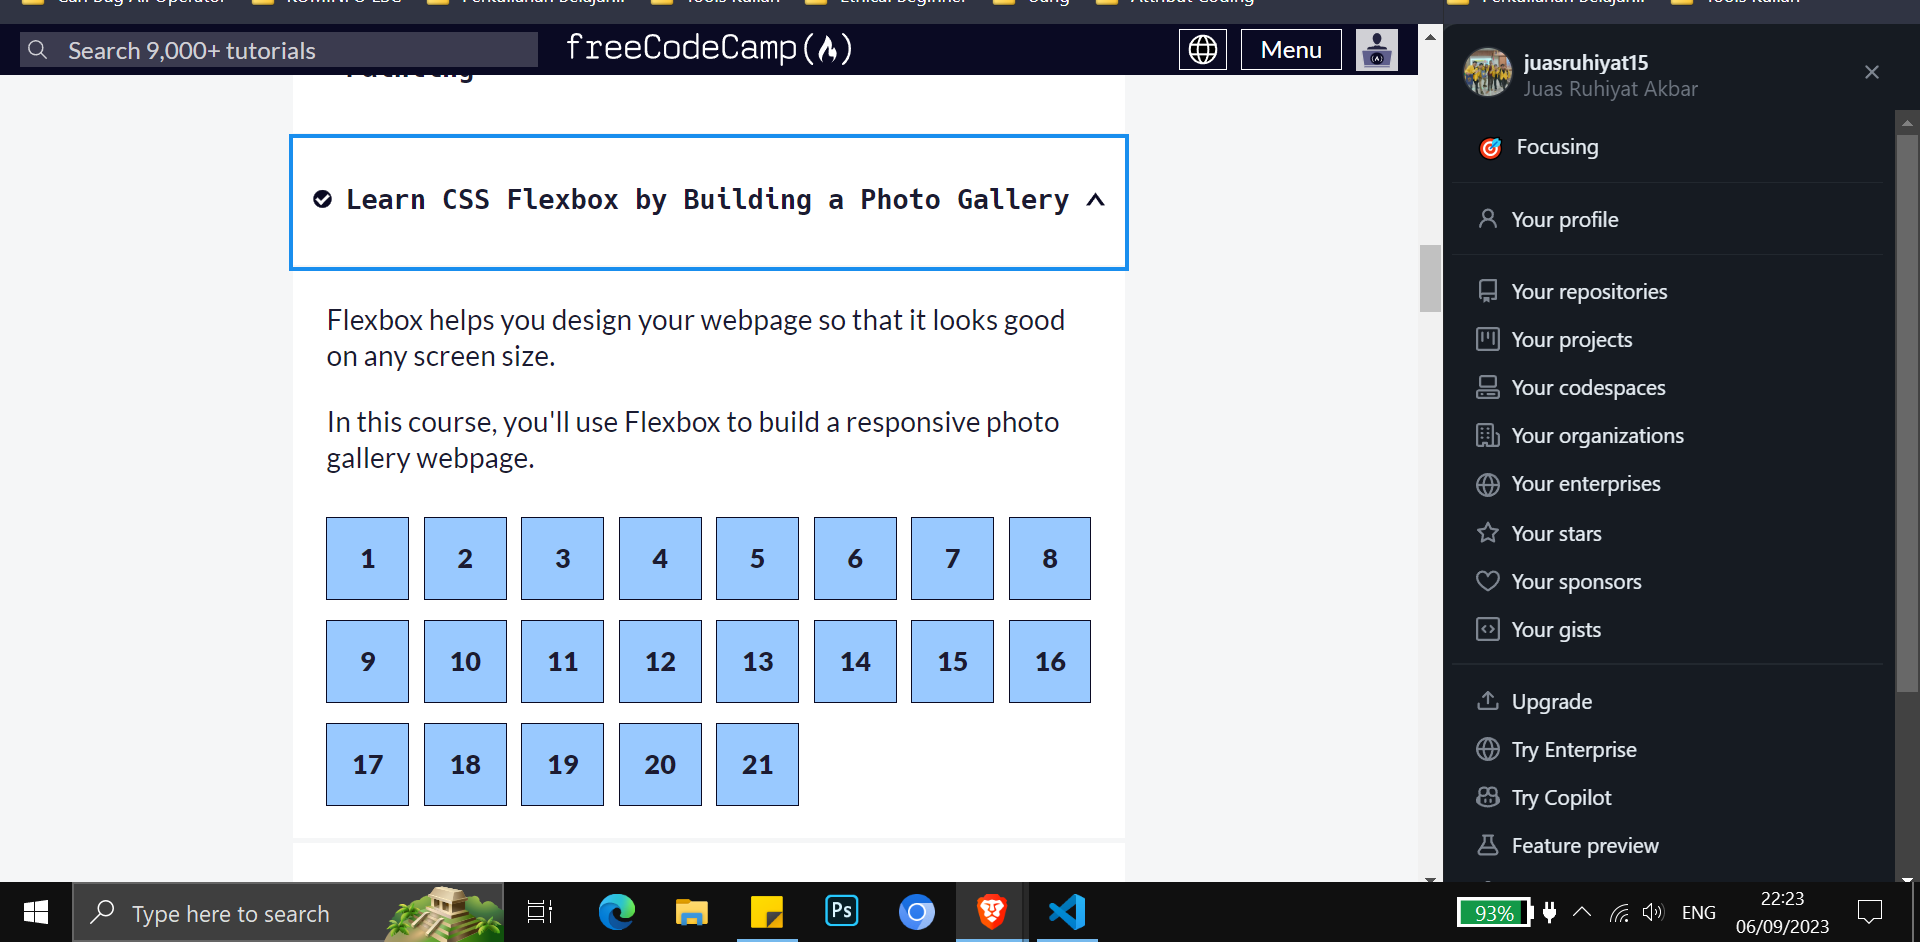 Search 9,000+ tutorials
freeCodeCamp(
Menu
Learn CSS Flexbox by Building a Photo Gallery
Flexbox helps you design your webpage so that it looks good
on any screen size.
In this course, you'll use Flexbox to build a responsive photo
gallery webpage.
1 2 3 4 5 6 7 8
9 10 11 12 13 14 15 16
17 18 19 20 21
juasruhiyat15
Juas Ruhiyat Akbar
Focusing
Your profile
Your repositories
Your projects
Your codespaces
Your organizations
Your enterprises
Your stars
Your sponsors
Your gists
Upgrade
Try Enterprise
Try Copilot
Feature preview
Type here to search
Ps
93%
ENG
22:23
06/09/2023